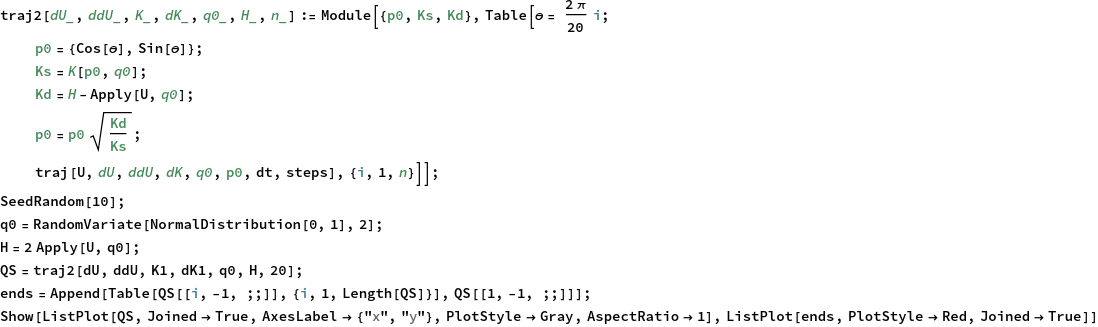 traj2[dU_, ddU_, K_, dK_, q0_, H_, n_] := Module[{p0, Ks, Kd}, Table[ɵ = 2 π / 20 i;
p0 = {Cos[ɵ], Sin[ɵ]};
Ks = K[p0, q0];
Kd = H - Apply[U, q0];
p0 = p0 √(Kd / Ks);
traj[U, dU, ddU, dK, q0, p0, dt, steps], {i, 1, n}]];
SeedRandom[10];
q0 = RandomVariate[NormalDistribution[0, 1], 2];
H = 2 Apply[U, q0];
QS = traj2[dU, ddU, K1, dK1, q0, H, 20];
ends = Append[Table[QS[[i, -1, ;;]], {i, 1, Length[QS]}], QS[[1, -1, ;;]]];
Show[ListPlot[QS, Joined → True, AxesLabel → {"x", "y"}, PlotStyle → Gray, AspectRatio → 1], ListPlot[ends, PlotStyle → Red, Joined → True]]